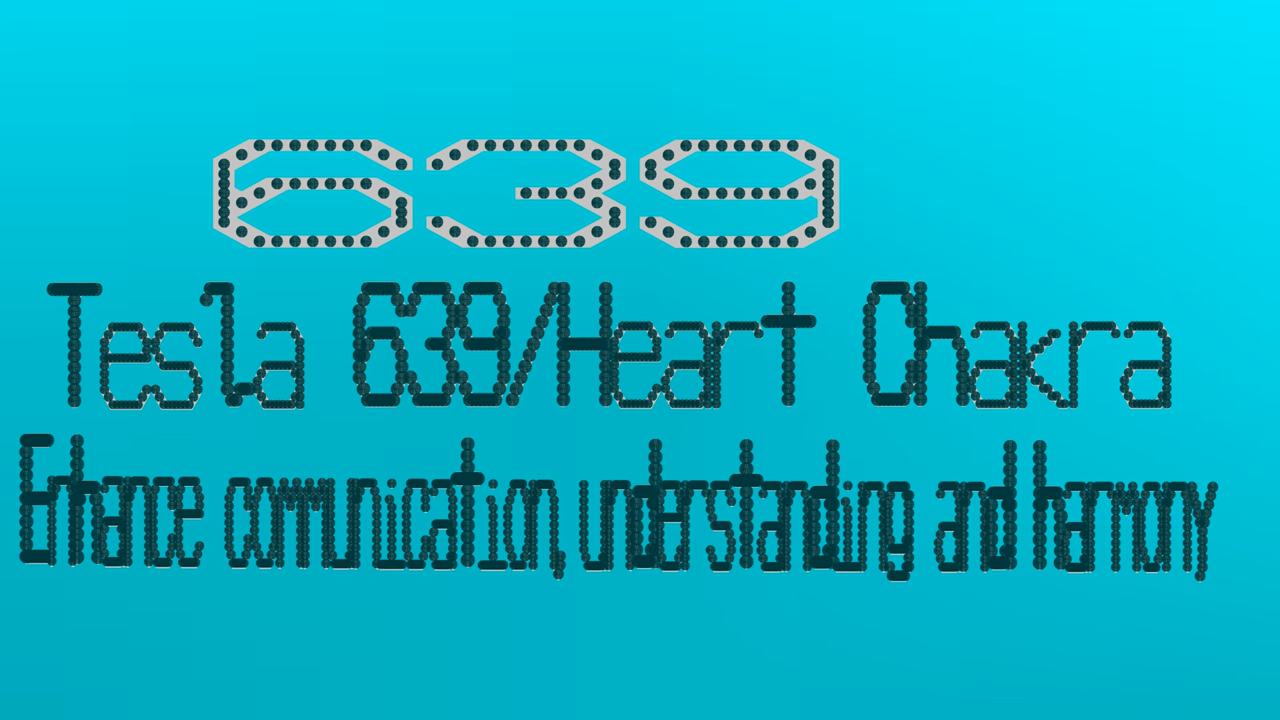 639
Tesla 639/Heart Chakra
Enhance communication, understanding and harmony